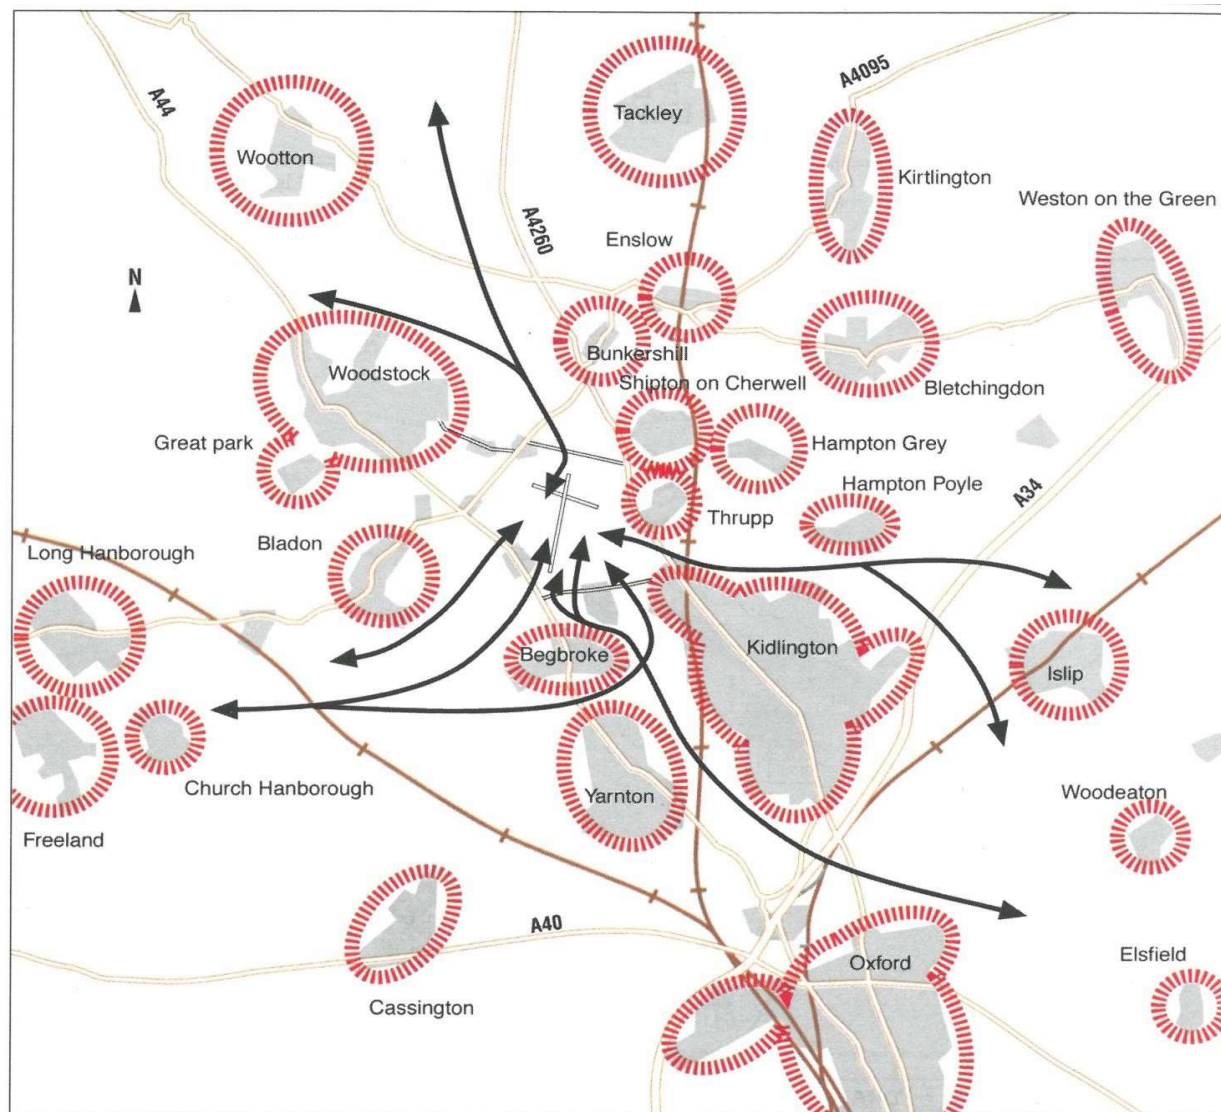 A44
Wootton
Tackley
A4095
Kirtlington
Weston on the Green
A4260
Enslow
N
Bunkershill
Woodstock
Shipton on Cherwell
Bletchingdon
Great park
Hampton Grey
Hampton Poyle
A34
Thrupp
Bladon
Long Hanborough
Begbroke
Kidlington
Islip
Church Hanborough
Yarnton
Woodeaton
Freeland
A40
Oxford
Elsfield
Cassington